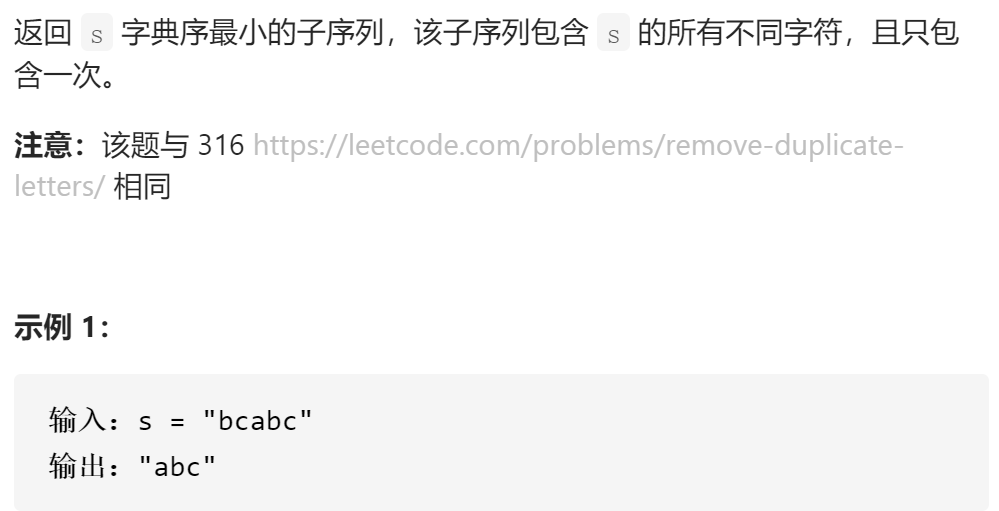 返回 s 字典序最小的子序列，该子序列包含 s 的所有不同字符，且只包
含一次。
注意：该题与 316 https://leetcode.com/problems/remove-duplicate-
letters/ 相同
示例 1：
输入：s = "bcabc"
输出："abc"